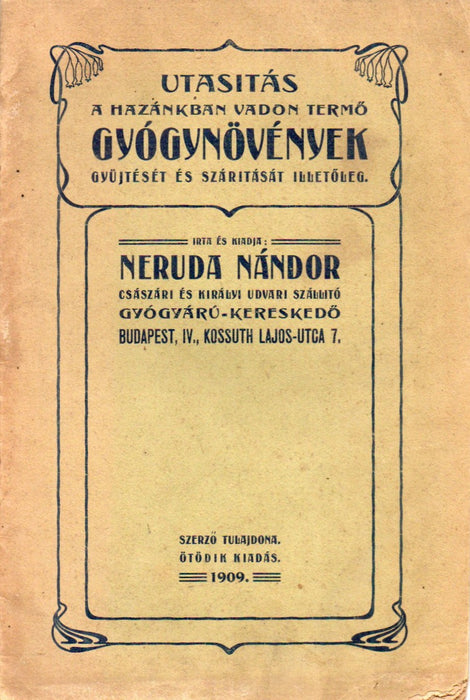 UTASITÁS
A HAZÁNKBAN VADON TERMŐ
GYÓGYNÖVÉNYEK
GYŰJTÉSÉT ÉS SZÁRITÁSÁT ILLETŐLEG.
IRTA ÉS KIADJA:
NERUDA NÁNDOR
CSÁSZÁRI ÉS KIRÁLYI UDVARI SZÁLLITÓ
GYÓGYÁRÚ-KERESKEDŐ
BUDAPEST, IV., KOSSUTH LAJOS-UTCA 7.
SZERZŐ TULAJDONA.
ÖTÖDIK KIADÁS.
1909.